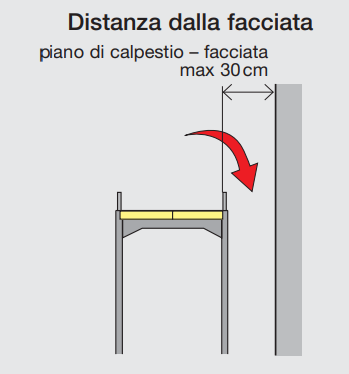 Distanza dalla facciata
piano di calpestio – facciata
max 30 cm